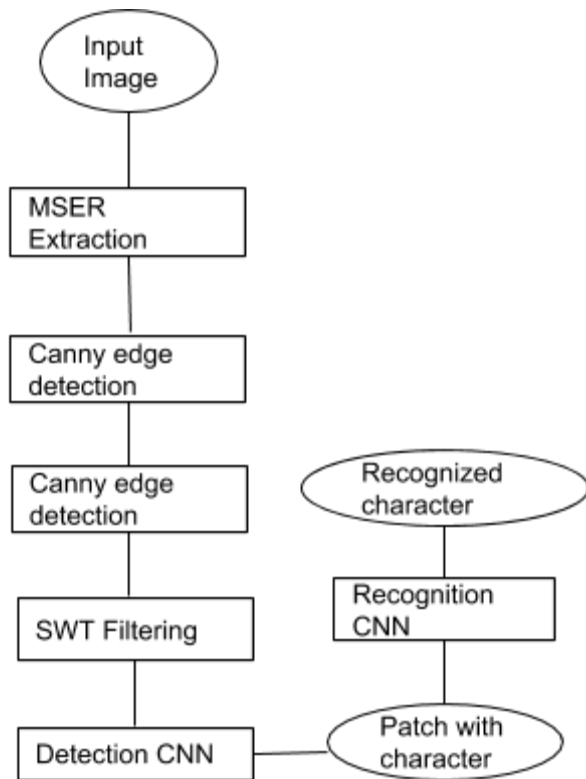 Input
Image
MSER
Extraction
Canny edge
detection
Canny edge
detection
SWT Filtering
Detection CNN
Patch with
character
Recognition
CNN
Recognized
character